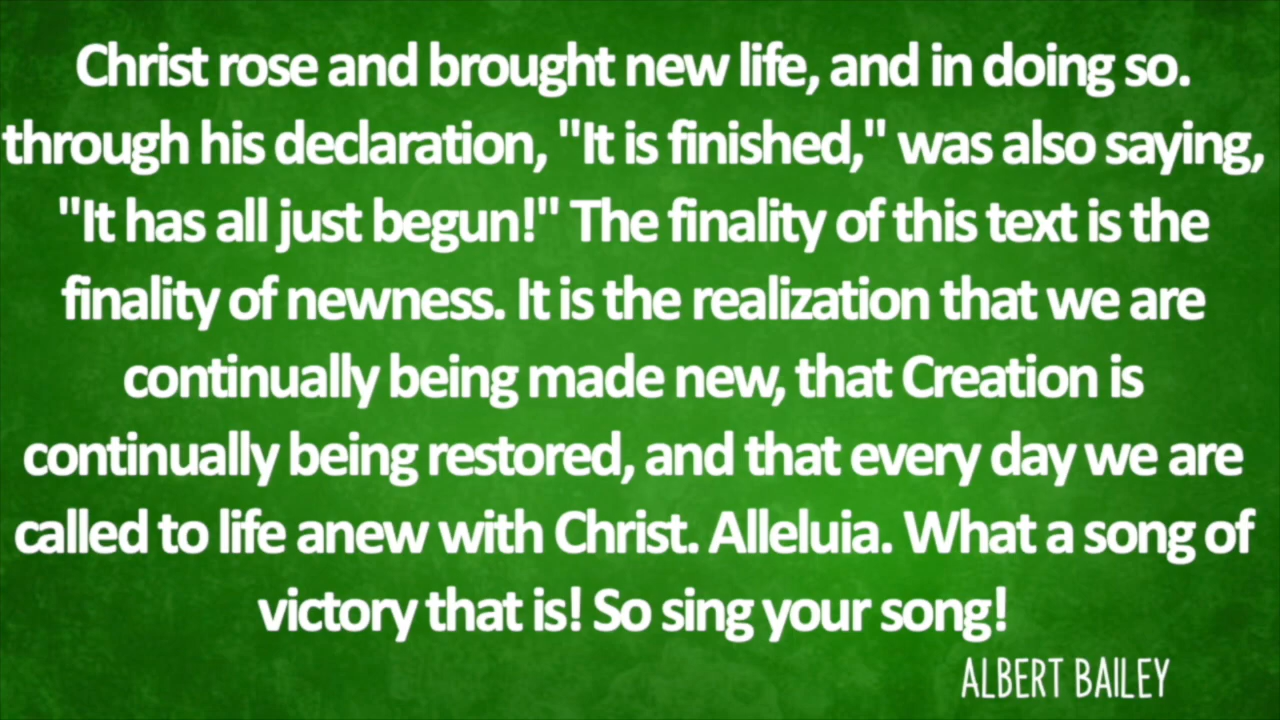 Christ rose and brought new life, and in doing so.
through his declaration, "It is finished," was also saying,
"It has all just begun!" The finality of this text is the
finality of newness. It is the realization that we are
continually being made new, that Creation is
continually being restored, and that every day we are
called to life anew with Christ. Alleluia. What a song of
victory that is! So sing your song!
ALBERT BAILEY